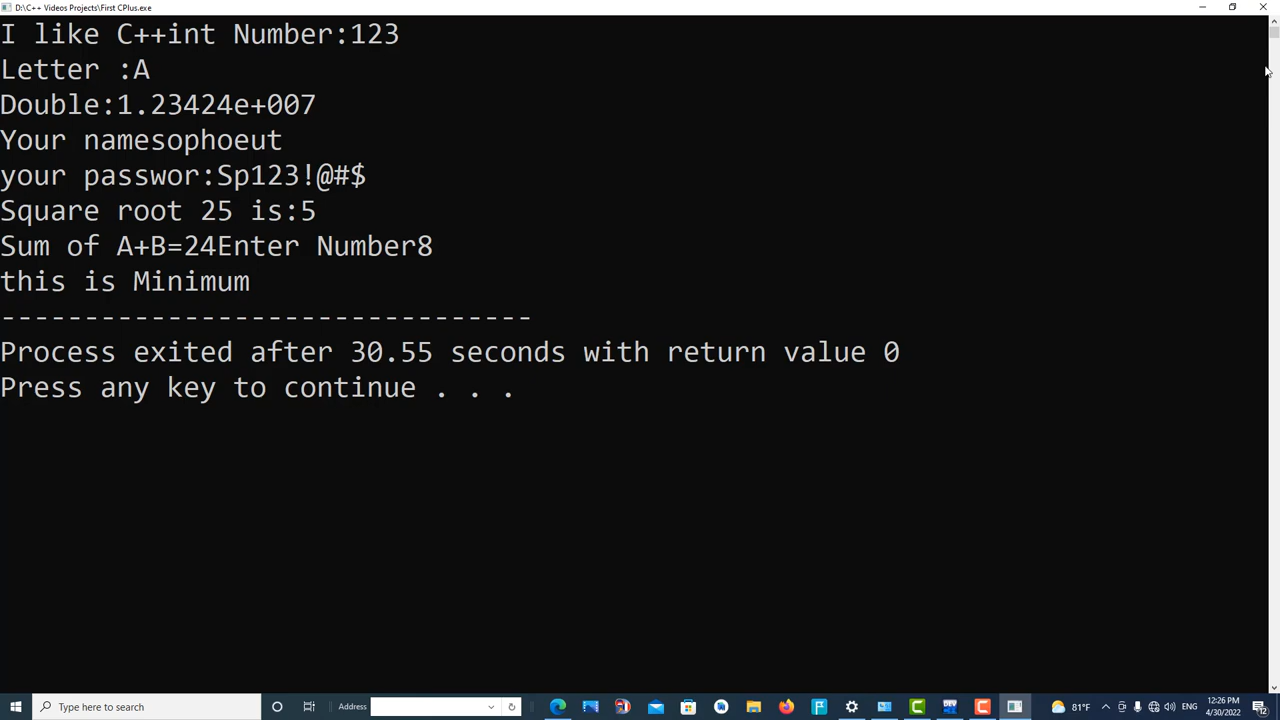 D:\C++ Videos Projects\First CPlus.exe
I like C++int Number:123
Letter :A
Double:1.23424e+007
Your namesophoeut
your passwor:Sp123!@#$
Square root 25 is:5
Sum of A+B=24Enter Number8
this is Minimum
--------------------------------
Process exited after 30.55 seconds with return value 0
Press any key to continue . . .
Type here to search
Address
DEV
81°F
ENG
12:26 PM
4/30/2022
12